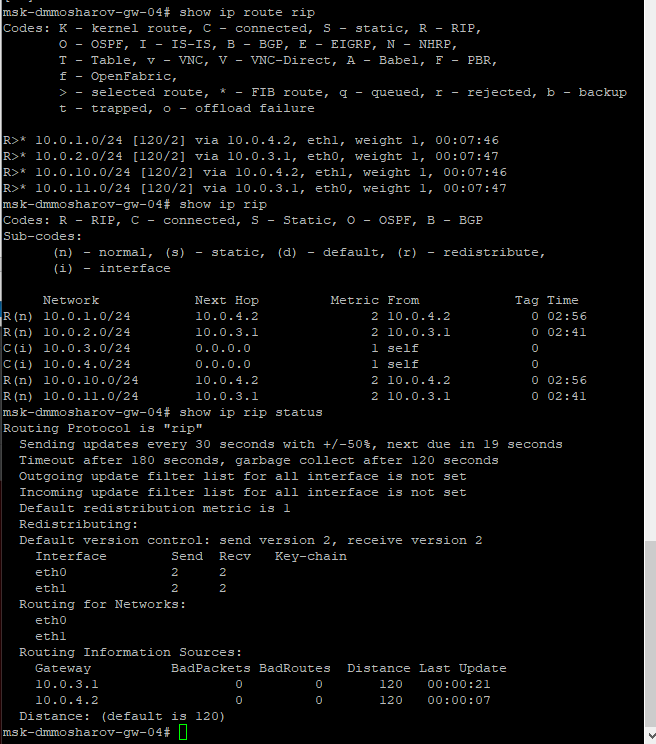 msk-dmmosharov-gw-04# show ip route rip
Codes: K - kernel route, C - connected, S - static, R - RIP,
       O - OSPF, I - IS-IS, B - BGP, E - EIGRP, N - NHRP,
       T - Table, v - VNC, V - VNC-Direct, A - Babel, F - PBR,
       f - OpenFabric,
       > - selected route, * - FIB route, q - queued, r - rejected, b - backup
       t - trapped, o - offload failure

R>* 10.0.1.0/24 [120/2] via 10.0.4.2, eth1, weight 1, 00:07:46
R>* 10.0.2.0/24 [120/2] via 10.0.3.1, eth0, weight 1, 00:07:47
R>* 10.0.10.0/24 [120/2] via 10.0.4.2, eth1, weight 1, 00:07:46
R>* 10.0.11.0/24 [120/2] via 10.0.3.1, eth0, weight 1, 00:07:47
msk-dmmosharov-gw-04# show ip rip
Codes: R - RIP, C - connected, S - Static, O - OSPF, B - BGP
Sub-codes:
      (n) - normal, (s) - static, (d) - default, (r) - redistribute,
      (i) - interface

     Network            Next Hop         Metric From            Tag Time
R(n) 10.0.1.0/24        10.0.4.2              2 10.0.4.2          0 02:56
R(n) 10.0.2.0/24        10.0.3.1              2 10.0.3.1          0 02:41
C(i) 10.0.3.0/24        0.0.0.0               1 self              0
C(i) 10.0.4.0/24        0.0.0.0               1 self              0
R(n) 10.0.10.0/24       10.0.4.2              2 10.0.4.2          0 02:56
R(n) 10.0.11.0/24       10.0.3.1              2 10.0.3.1          0 02:41
msk-dmmosharov-gw-04# show ip rip status
Routing Protocol is "rip"
  Sending updates every 30 seconds with +/-50%, next due in 19 seconds
  Timeout after 180 seconds, garbage collect after 120 seconds
  Outgoing update filter list for all interface is not set
  Incoming update filter list for all interface is not set
  Default redistribution metric is 1
  Redistributing:
  Default version control: send version 2, receive version 2
    Interface        Send  Recv   Key-chain
    eth0             2     2
    eth1             2     2
  Routing for Networks:
    eth0
    eth1
  Routing Information Sources:
    Gateway          BadPackets BadRoutes  Distance Last Update
    10.0.3.1                 0         0       120   00:00:21
    10.0.4.2                 0         0       120   00:00:07
  Distance: (default is 120)
msk-dmmosharov-gw-04#